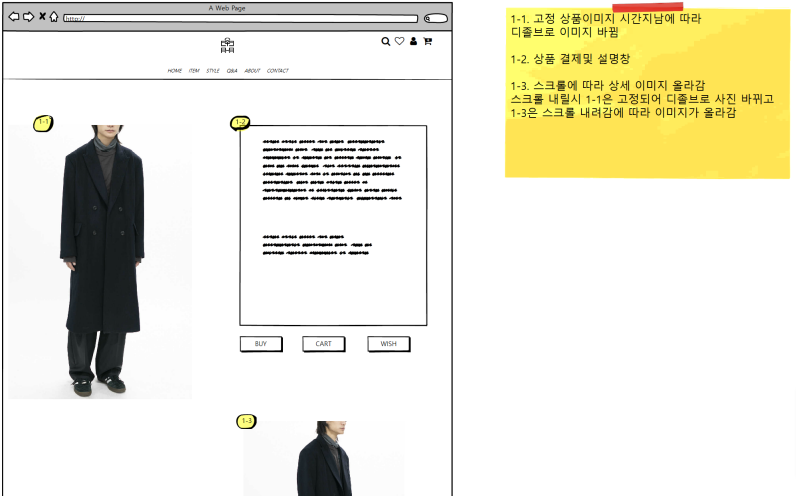 A Web Page
http://
HOME ITEM STYLE Q&A ABOUT CONTACT
1-1
1-2
BUY CART WISH
1-3
1-1. 고정 상품이미지 시간지남에 따라
디졸브로 이미지 바뀜
1-2. 상품 결제및 설명창
1-3. 스크롤에 따라 상세 이미지 올라감
스크롤 내릴시 1-1은 고정되어 디졸브로 사진 바뀌고
1-3은 스크롤 내려감에 따라 이미지가 올라감